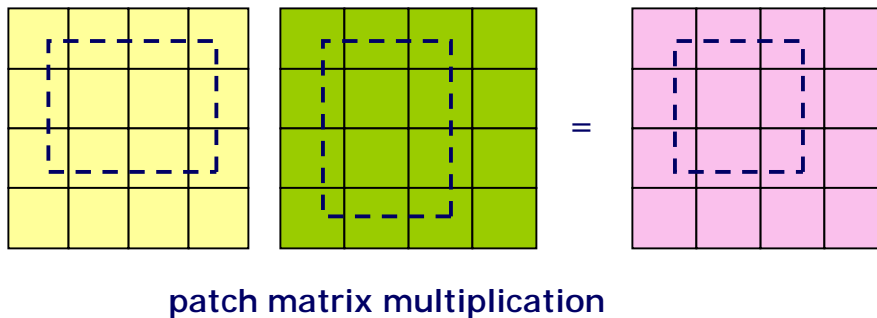 =
patch matrix multiplication